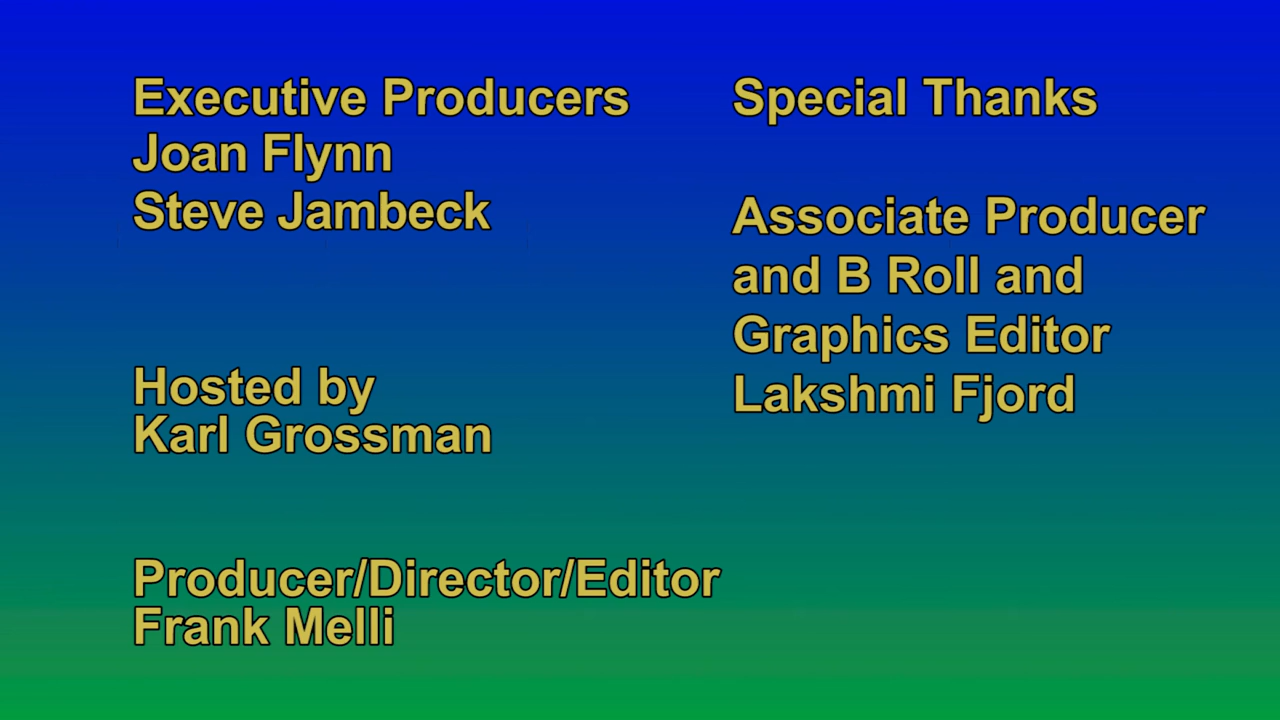 Executive Producers
Joan Flynn
Steve Jambeck
Hosted by
Karl Grossman
Producer/Director/Editor
Frank Melli
Special Thanks
Associate Producer
and B Roll and
Graphics Editor
Lakshmi Fjord